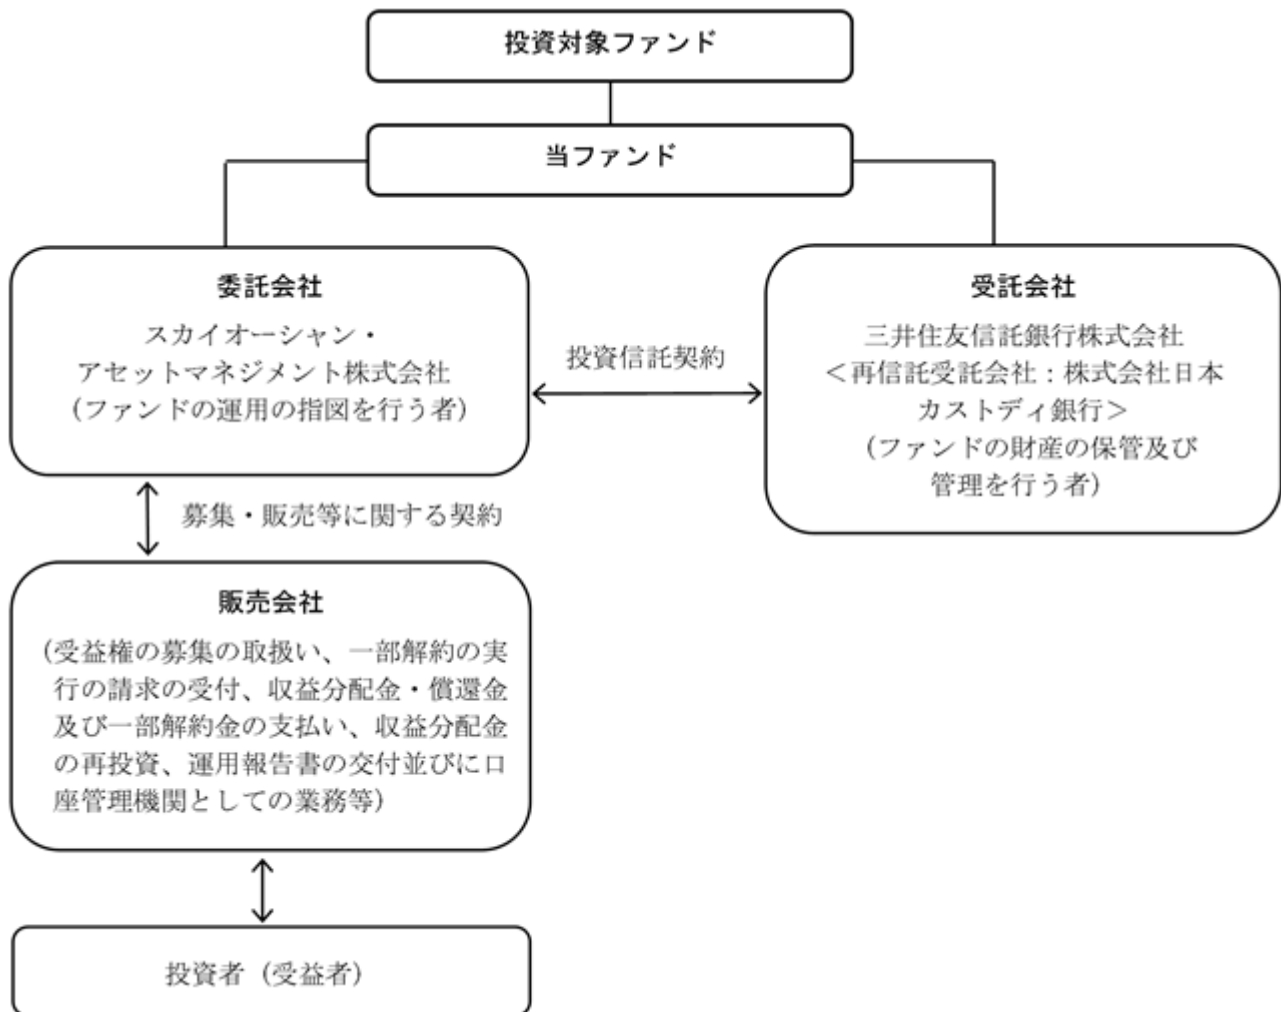 投資対象ファンド
当ファンド
委託会社
スカイオーシャン・
アセットマネジメント株式会社
（ファンドの運用の指図を行う者）
投資信託契約
受託会社
三井住友信託銀行株式会社
＜再信託受託会社：株式会社日本
カストディ銀行＞
（ファンドの財産の保管及び
管理を行う者）
募集・販売等に関する契約
販売会社
（受益権の募集の取扱い、一部解約の実
行の請求の受付、収益分配金・償還金
及び一部解約金の支払い、収益分配金
の再投資、運用報告書の交付並びに口
座管理機関としての業務等）
投資者（受益者）